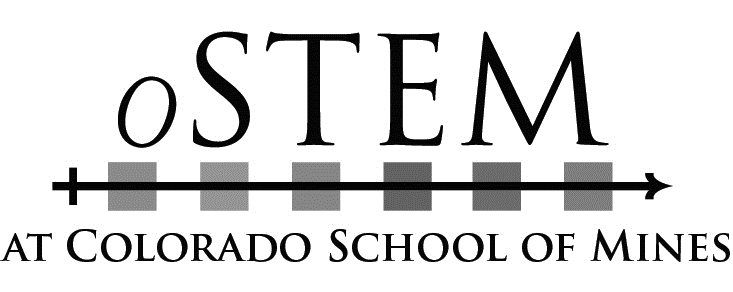 oSTEM
AT COLORADO SCHOOL OF MINES